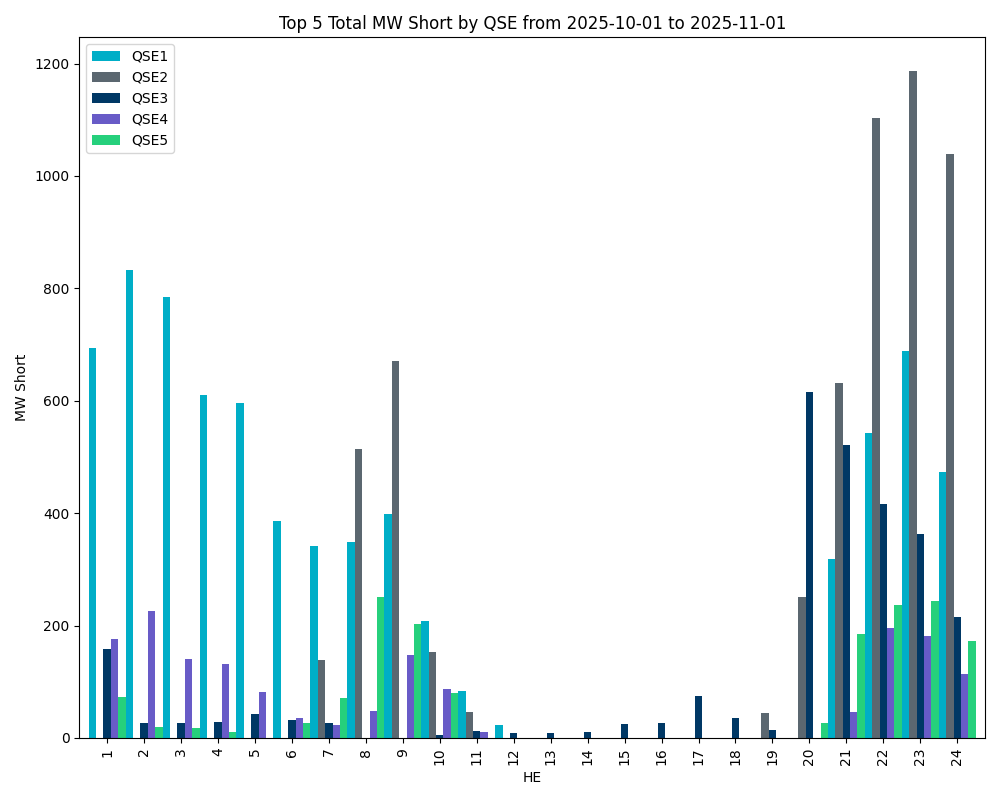 Top 5 Total MW Short by QSE from 2025-10-01 to 2025-11-01
QSE1
QSE2
QSE3
QSE4
QSE5
1200
1000
800
600
400
200
0
MW Short
1 2 3 4 5 6 7 8 9 10 11 12 13 14 15 16 17 18 19 20 21 22 23 24
HE